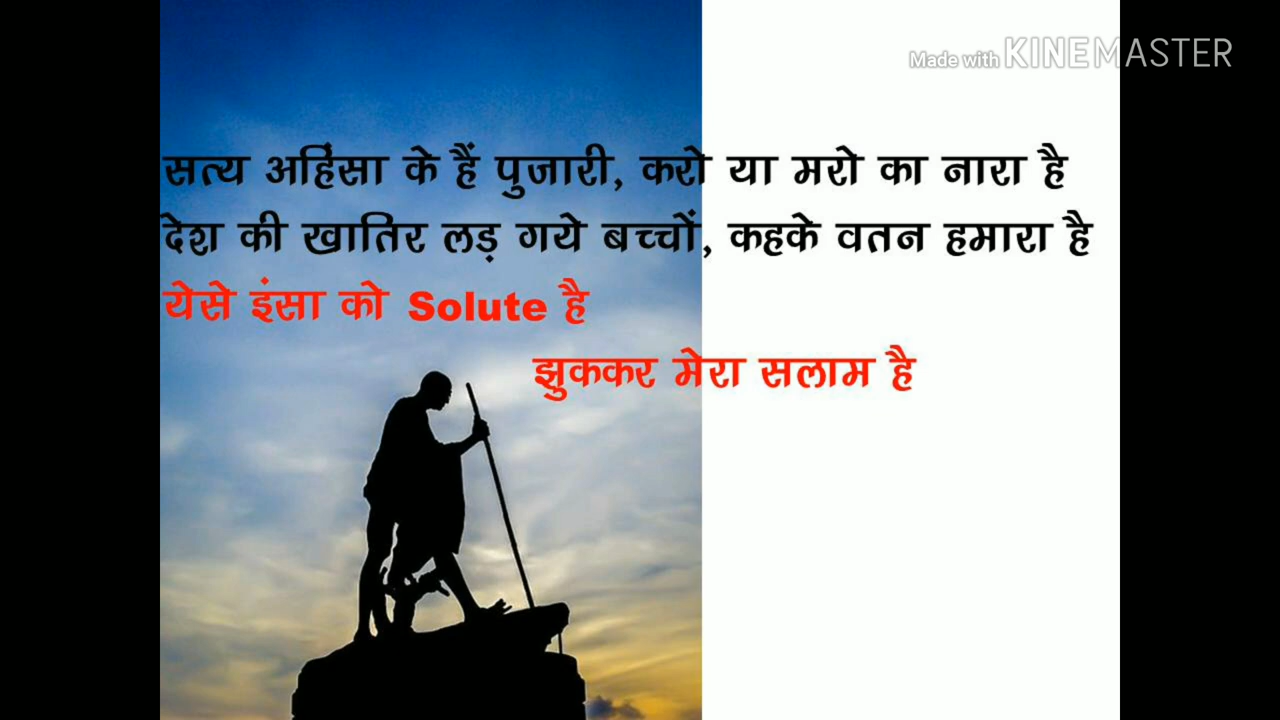 Made with KINEMASTER
सत्य अहिंसा के हैं पुजारी, करो या मरो का नारा है
देश की खातिर लड़ गये बच्चों, कहके वतन हमारा है
येसे इंसा को Solute है
झुककर मेरा सलाम है